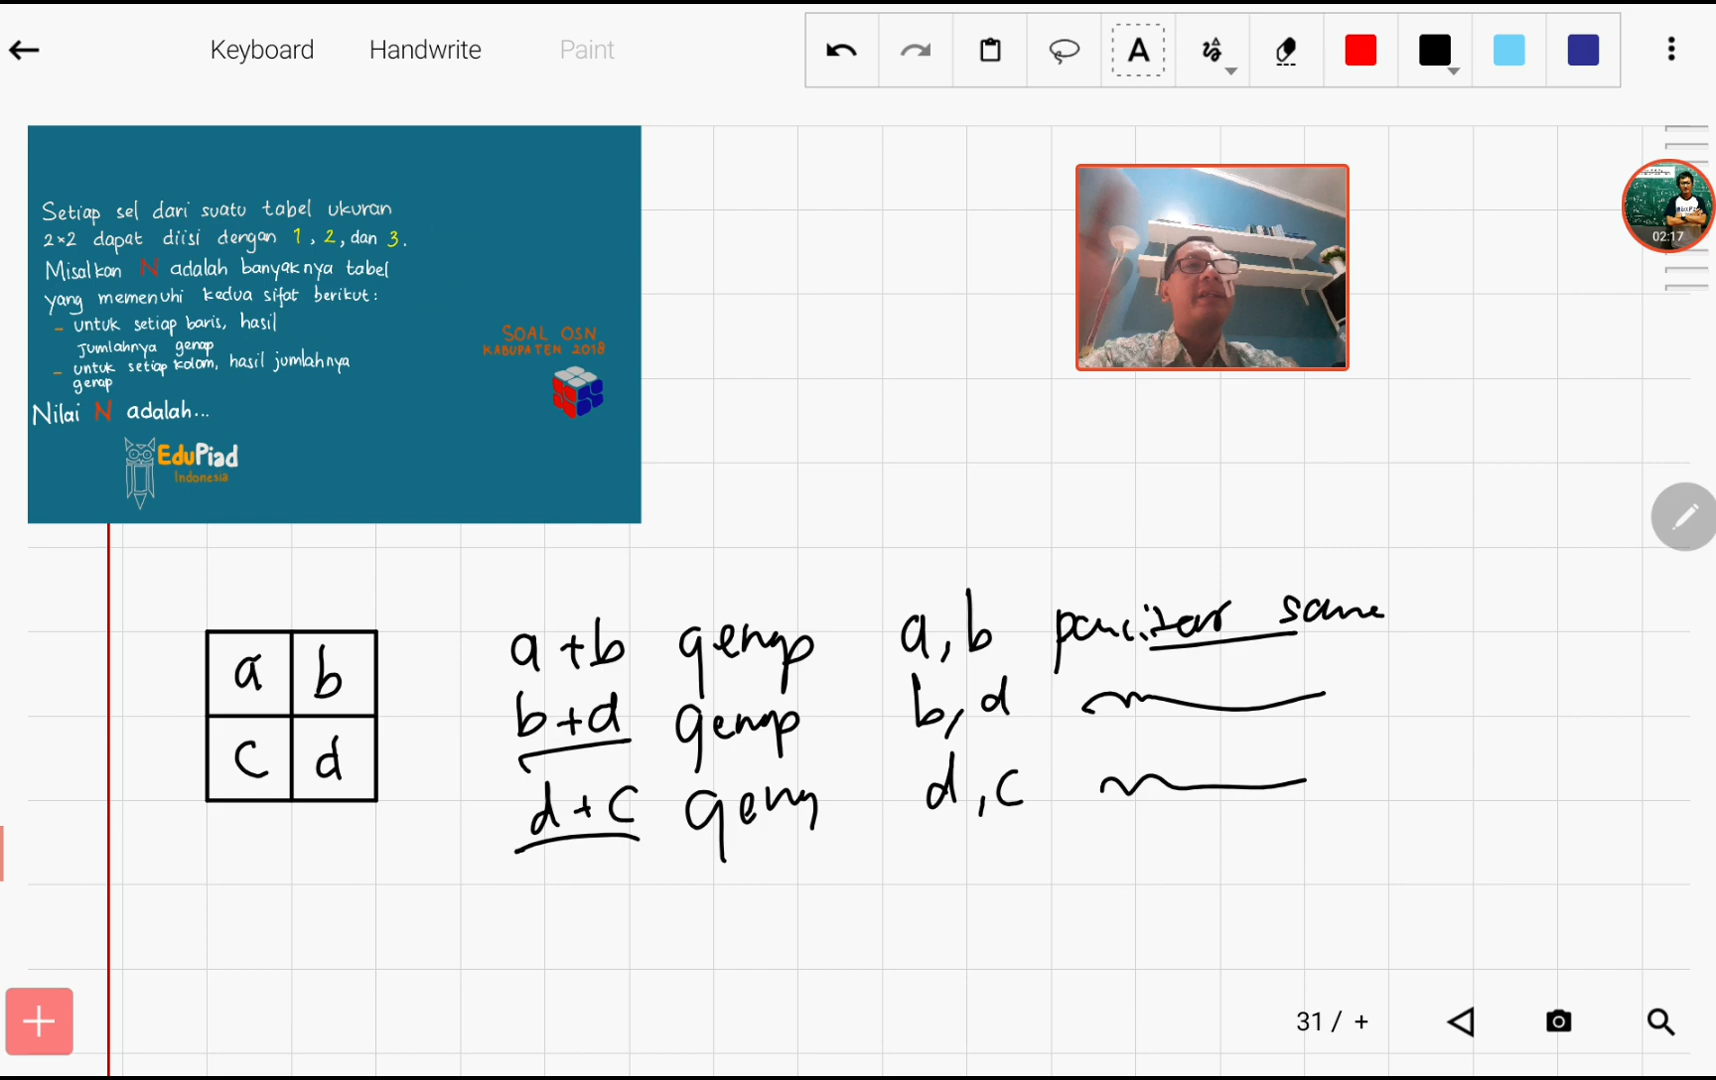 Keyboard Handwrite Paint A
Setiap sel dari suatu tabel ukuran
2×2 dapat diisi dengan 1, 2, dan 3.
Misalkan N adalah banyaknya tabel
yang memenuhi kedua sifat berikut:
- untuk setiap baris, hasil
jumlahnya genap
- untuk setiap kolom, hasil jumlahnya
genap
Nilai N adalah...
SOAL OSN
KABUPATEN 2018
EduPiad
Indonesia
02:17
a b
c d
a+b genap a, b paritas same
b+d genap b, d
d+c geng d, c
31 / +